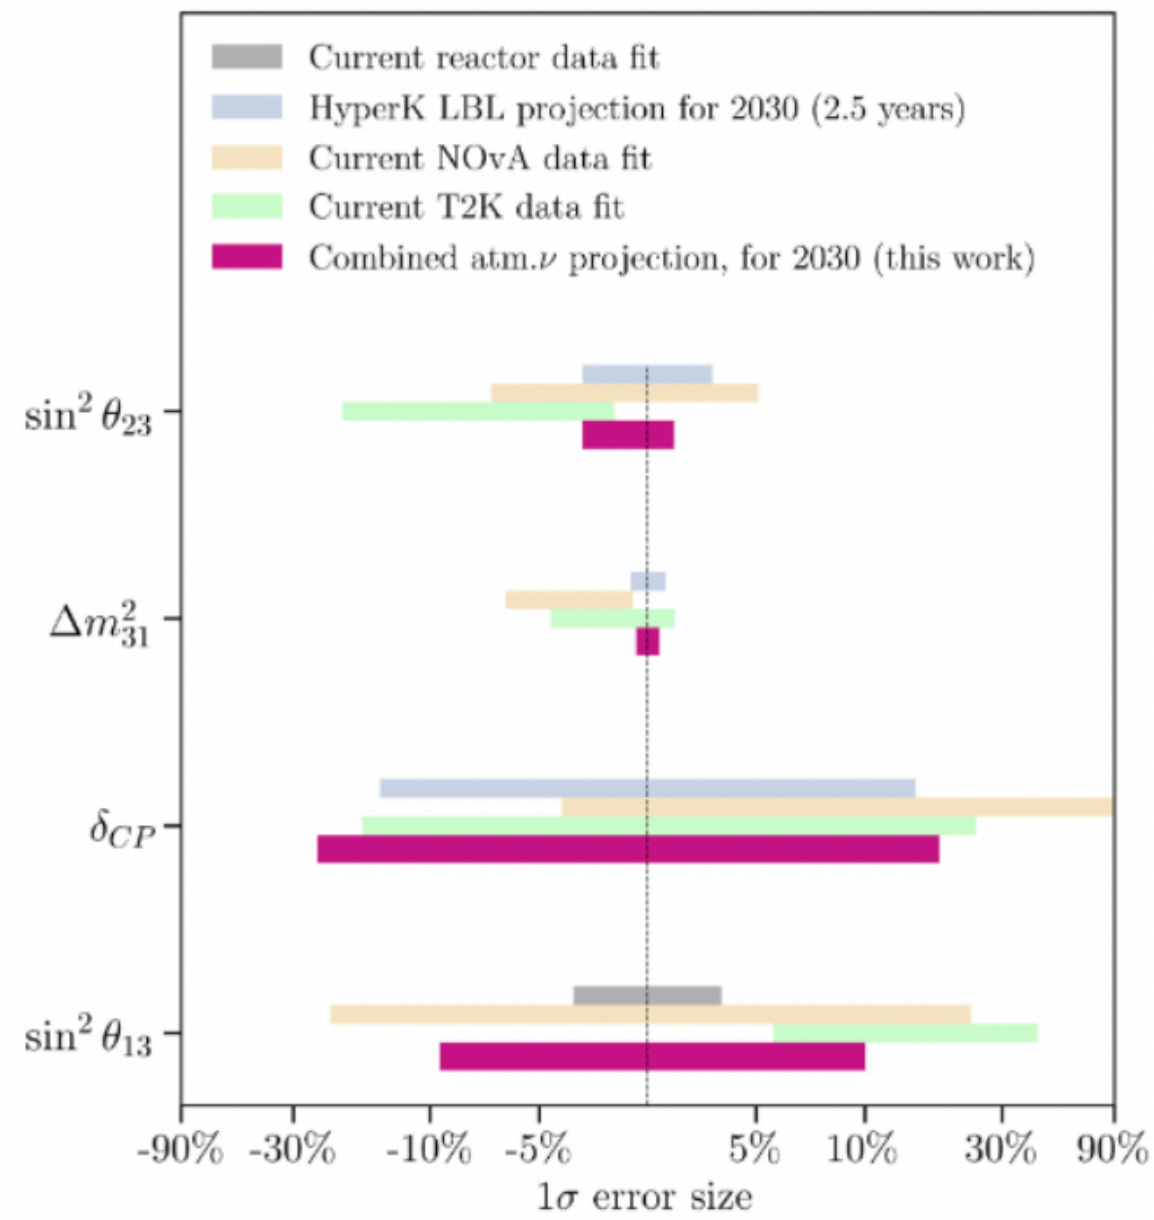 Current reactor data fit
HyperK LBL projection for 2030 (2.5 years)
Current NOvA data fit
Current T2K data fit
Combined atm.ν projection, for 2030 (this work)
sin² θ₂₃
Δm²₃₁
δ_CP
sin² θ₁₃
-90% -30% -10% -5% 5% 10% 30% 90%
1σ error size